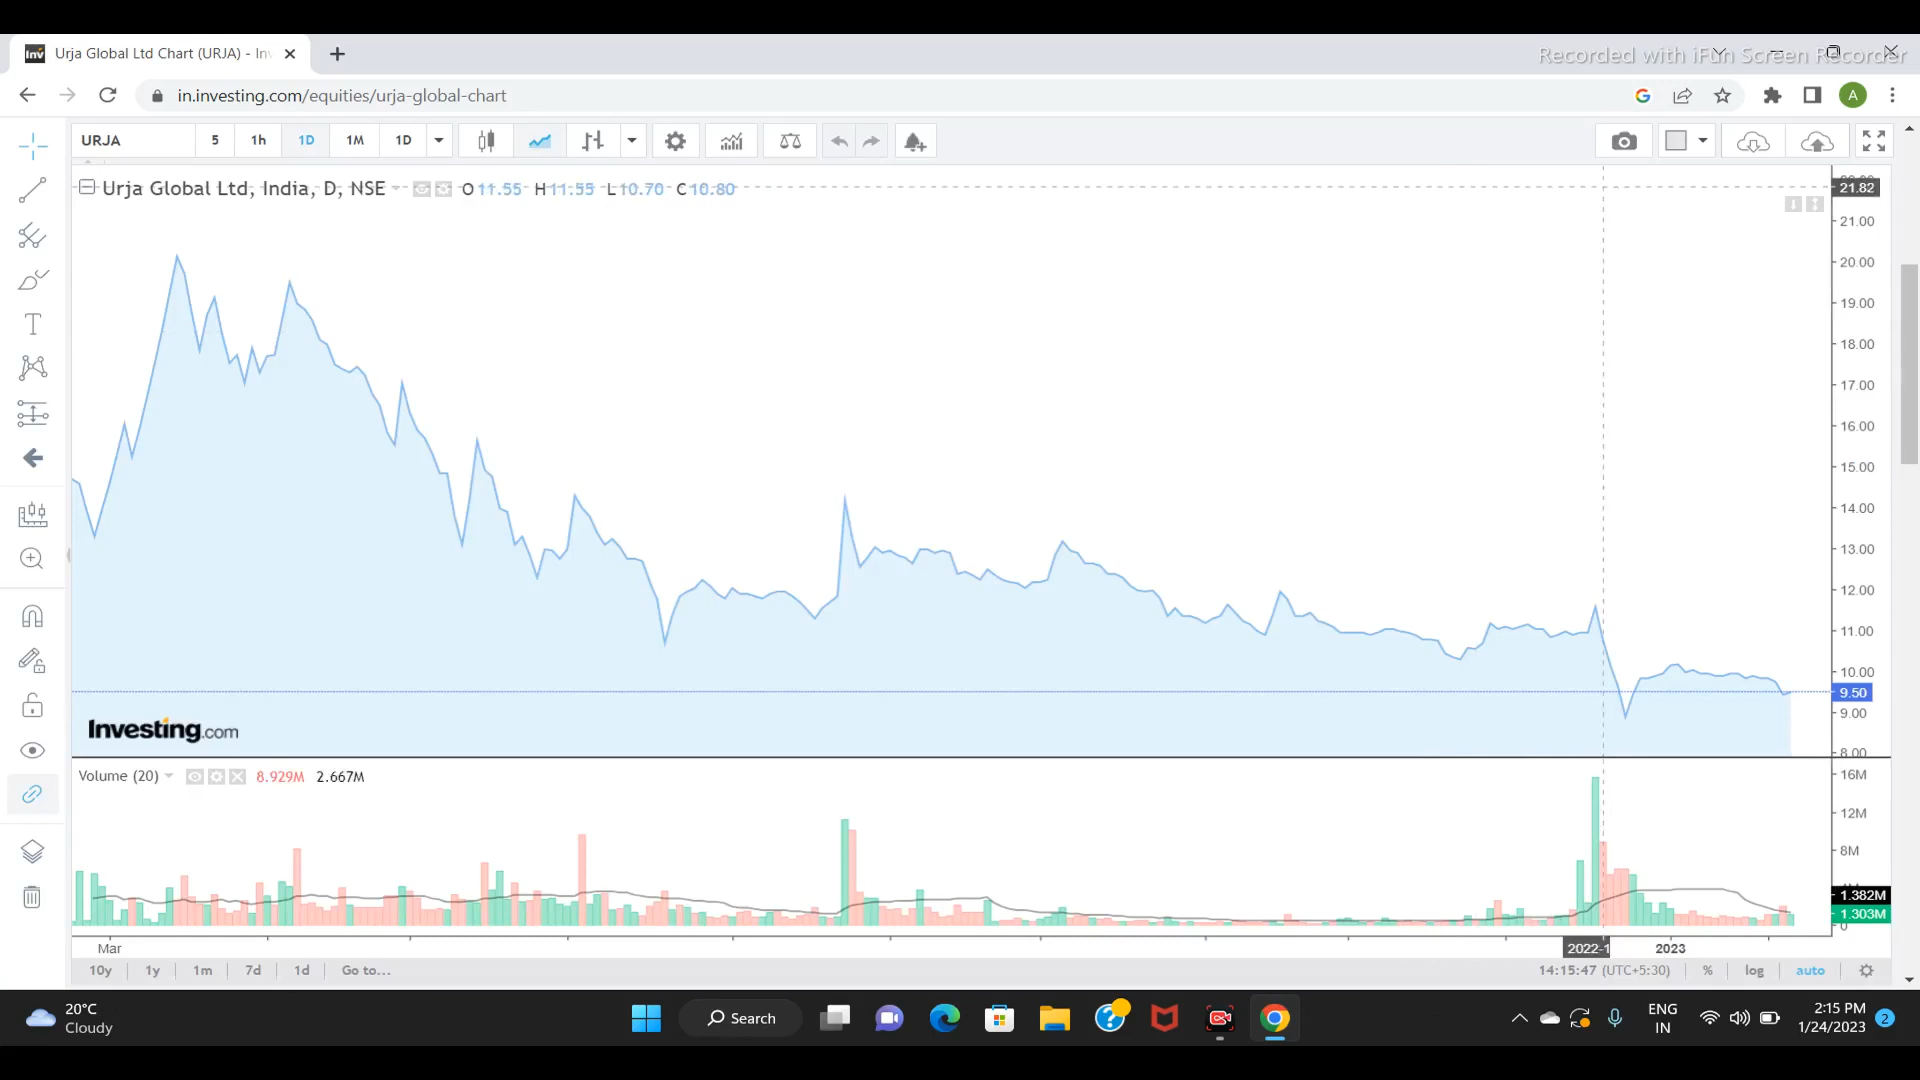 Urja Global Ltd Chart (URJA) - Inv
Recorded with iFun Screen Recorder
in.investing.com/equities/urja-global-chart
A
URJA 5 1h 1D 1M 1D
Urja Global Ltd, India, D, NSE O 11.55 H 11.55 L 10.70 C 10.80
21.82
21.00
20.00
19.00
18.00
17.00
16.00
15.00
14.00
13.00
12.00
11.00
10.00
9.50
9.00
8.00
Investing.com
Volume (20) 8.929M 2.667M
16M
12M
8M
1.382M
1.303M
0
Mar 2022-1 2023
10y 1y 1m 7d 1d Go to... 14:15:47 (UTC+5:30) % log auto
20°C
Cloudy
Search
ENG
IN
2:15 PM
1/24/2023
2